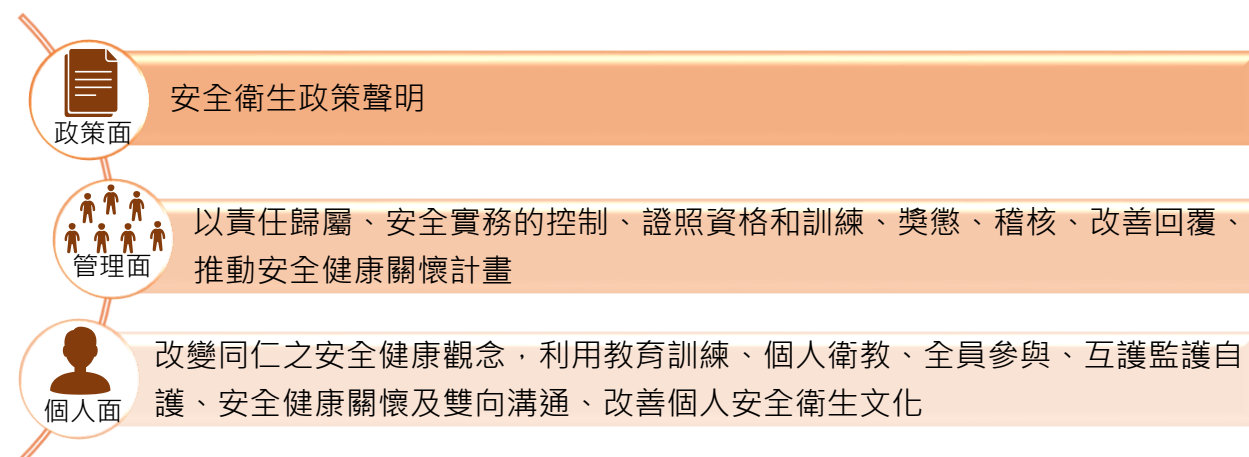 安全衛生政策聲明
政策面
以責任歸屬、安全實務的控制、證照資格和訓練、獎懲、稽核、改善回覆、
推動安全健康關懷計畫
管理面
改變同仁之安全健康觀念，利用教育訓練、個人衛教、全員參與、互護監護自
護、安全健康關懷及雙向溝通、改善個人安全衛生文化
個人面